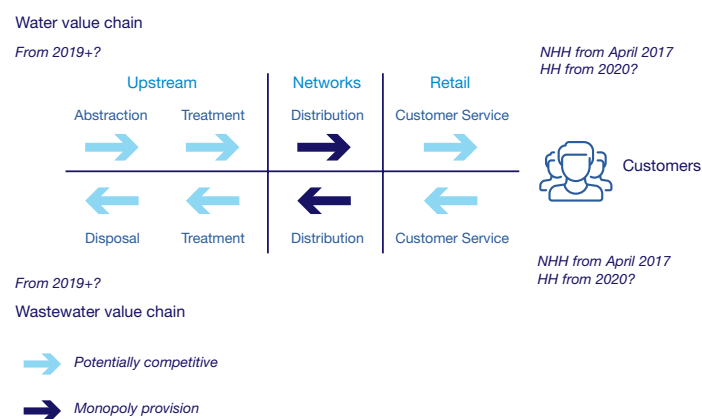 Water value chain
From 2019+?
NHH from April 2017
HH from 2020?
Upstream Networks Retail
Abstraction Treatment Distribution Customer Service
Customers
Disposal Treatment Distribution Customer Service
NHH from April 2017
HH from 2020?
From 2019+?
Wastewater value chain
Potentially competitive
Monopoly provision